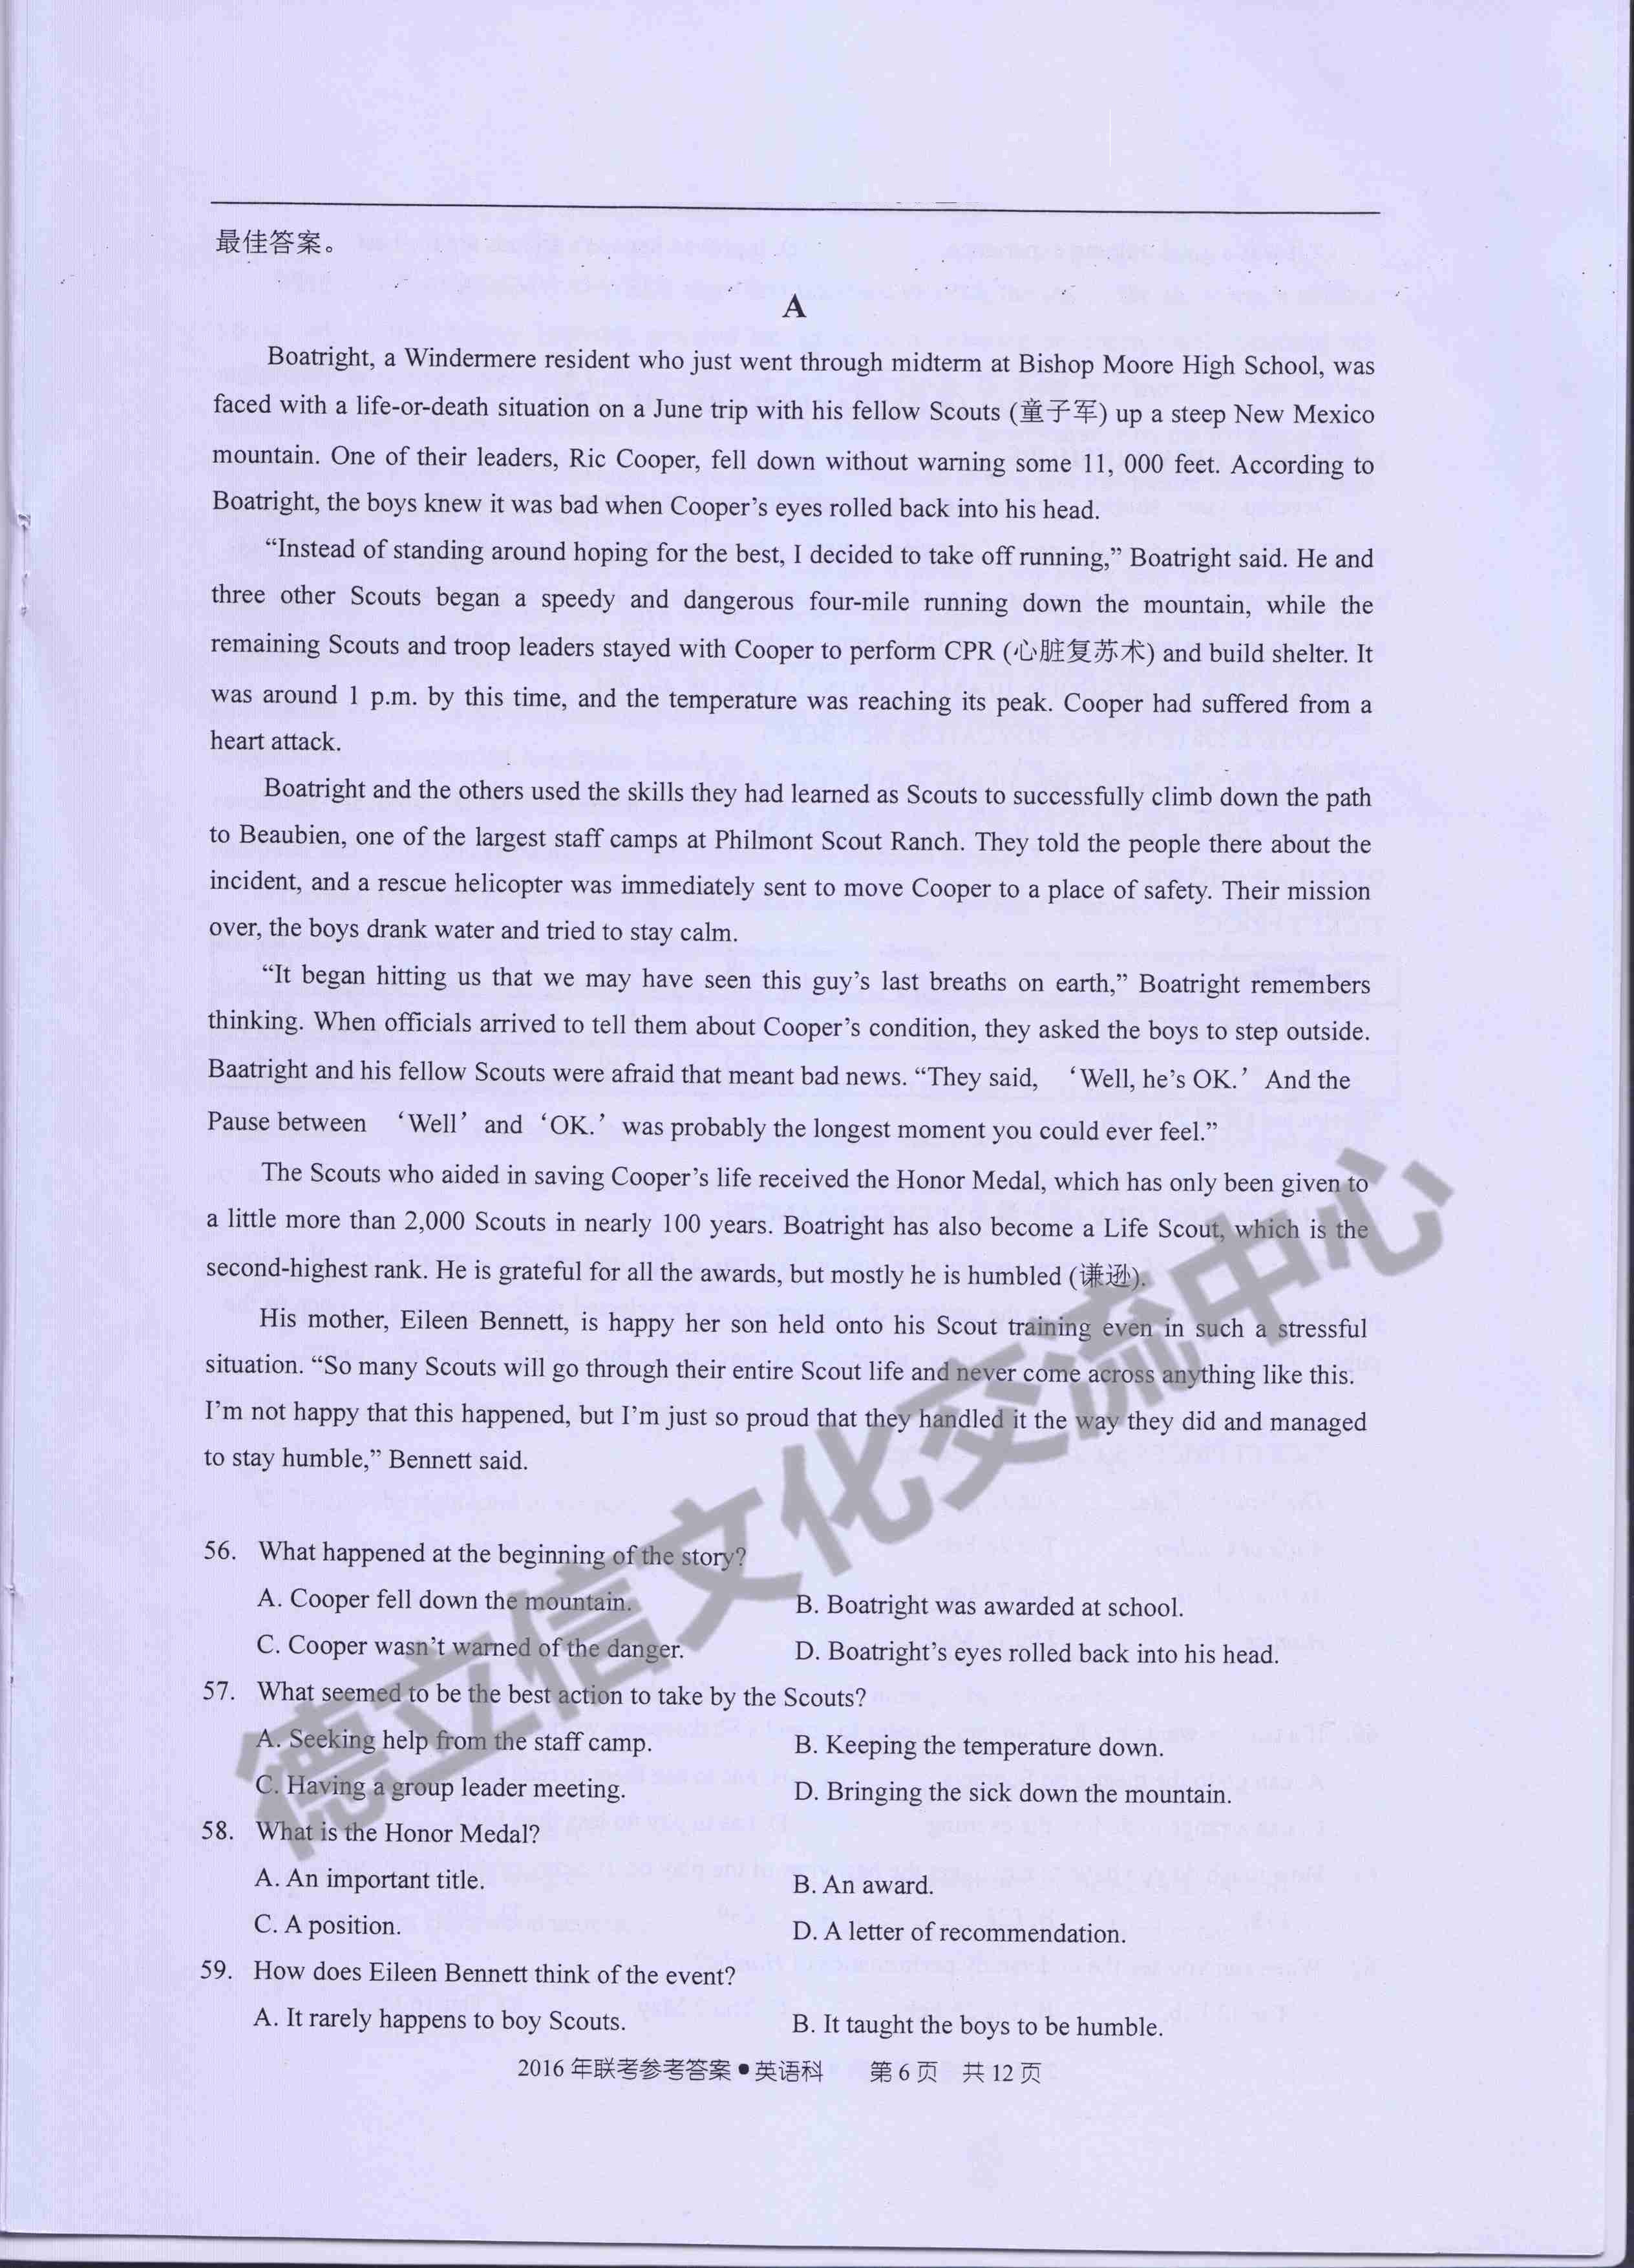 最佳答案。
A
Boatright, a Windermere resident who just went through midterm at Bishop Moore High School, was
faced with a life-or-death situation on a June trip with his fellow Scouts (童子军) up a steep New Mexico
mountain. One of their leaders, Ric Cooper, fell down without warning some 11, 000 feet. According to
Boatright, the boys knew it was bad when Cooper’s eyes rolled back into his head.
“Instead of standing around hoping for the best, I decided to take off running,” Boatright said. He and
three other Scouts began a speedy and dangerous four-mile running down the mountain, while the
remaining Scouts and troop leaders stayed with Cooper to perform CPR (心脏复苏术) and build shelter. It
was around 1 p.m. by this time, and the temperature was reaching its peak. Cooper had suffered from a
heart attack.
Boatright and the others used the skills they had learned as Scouts to successfully climb down the path
to Beaubien, one of the largest staff camps at Philmont Scout Ranch. They told the people there about the
incident, and a rescue helicopter was immediately sent to move Cooper to a place of safety. Their mission
over, the boys drank water and tried to stay calm.
“It began hitting us that we may have seen this guy’s last breaths on earth,” Boatright remembers
thinking. When officials arrived to tell them about Cooper’s condition, they asked the boys to step outside.
Baatright and his fellow Scouts were afraid that meant bad news. “They said, ‘Well, he’s OK.’ And the
Pause between ‘Well’ and ‘OK.’ was probably the longest moment you could ever feel.”
The Scouts who aided in saving Cooper’s life received the Honor Medal, which has only been given to
a little more than 2,000 Scouts in nearly 100 years. Boatright has also become a Life Scout, which is the
second-highest rank. He is grateful for all the awards, but mostly he is humbled (谦逊).
His mother, Eileen Bennett, is happy her son held onto his Scout training even in such a stressful
situation. “So many Scouts will go through their entire Scout life and never come across anything like this.
I’m not happy that this happened, but I’m just so proud that they handled it the way they did and managed
to stay humble,” Bennett said.
56. What happened at the beginning of the story?
A. Cooper fell down the mountain. B. Boatright was awarded at school.
C. Cooper wasn’t warned of the danger. D. Boatright’s eyes rolled back into his head.
57. What seemed to be the best action to take by the Scouts?
A. Seeking help from the staff camp. B. Keeping the temperature down.
C. Having a group leader meeting. D. Bringing the sick down the mountain.
58. What is the Honor Medal?
A. An important title. B. An award.
C. A position. D. A letter of recommendation.
59. How does Eileen Bennett think of the event?
A. It rarely happens to boy Scouts. B. It taught the boys to be humble.
2016 年联考参考答案●英语科 第 6 页 共 12 页
德立信文化交流中心